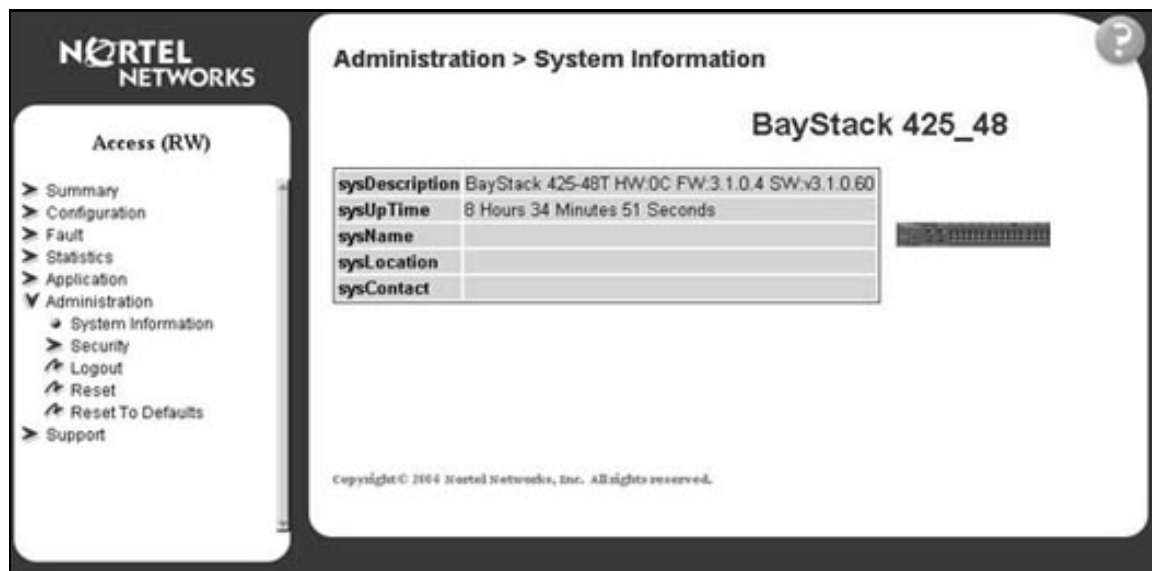 NORTEL
NETWORKS
Access (RW)
Summary
Configuration
Fault
Statistics
Application
Administration
System Information
Security
Logout
Reset
Reset To Defaults
Support
Administration > System Information
?
BayStack 425_48
sysDescription BayStack 425-48T HW:0C FW:3.1.0.4 SW:v3.1.0.60
sysUpTime 8 Hours 34 Minutes 51 Seconds
sysName
sysLocation
sysContact
Copyright © 2004 Nortel Networks, Inc. All rights reserved.